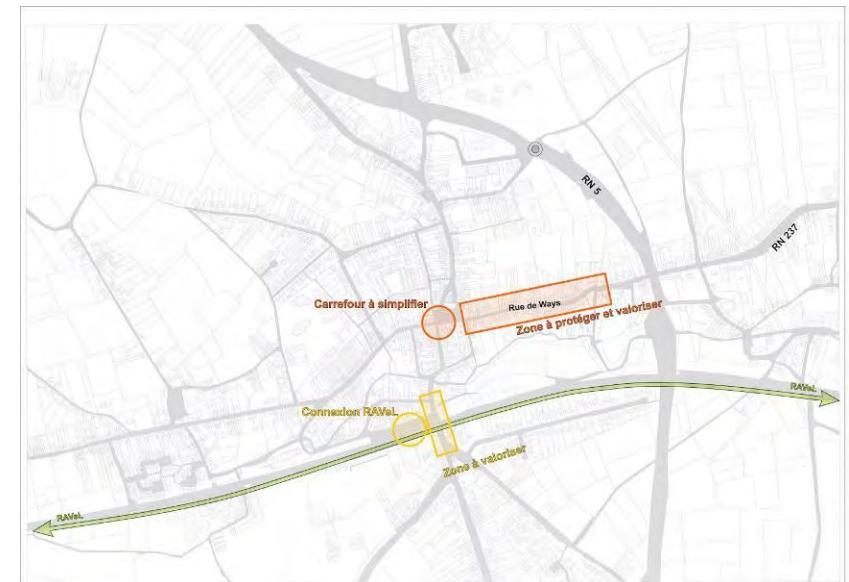 RN 5
RN 237
Carrefour à simplifier
Rue de Ways
Zone à protéger et valoriser
RAVeL
Connexion RAVeL
Zone à valoriser
RAVeL